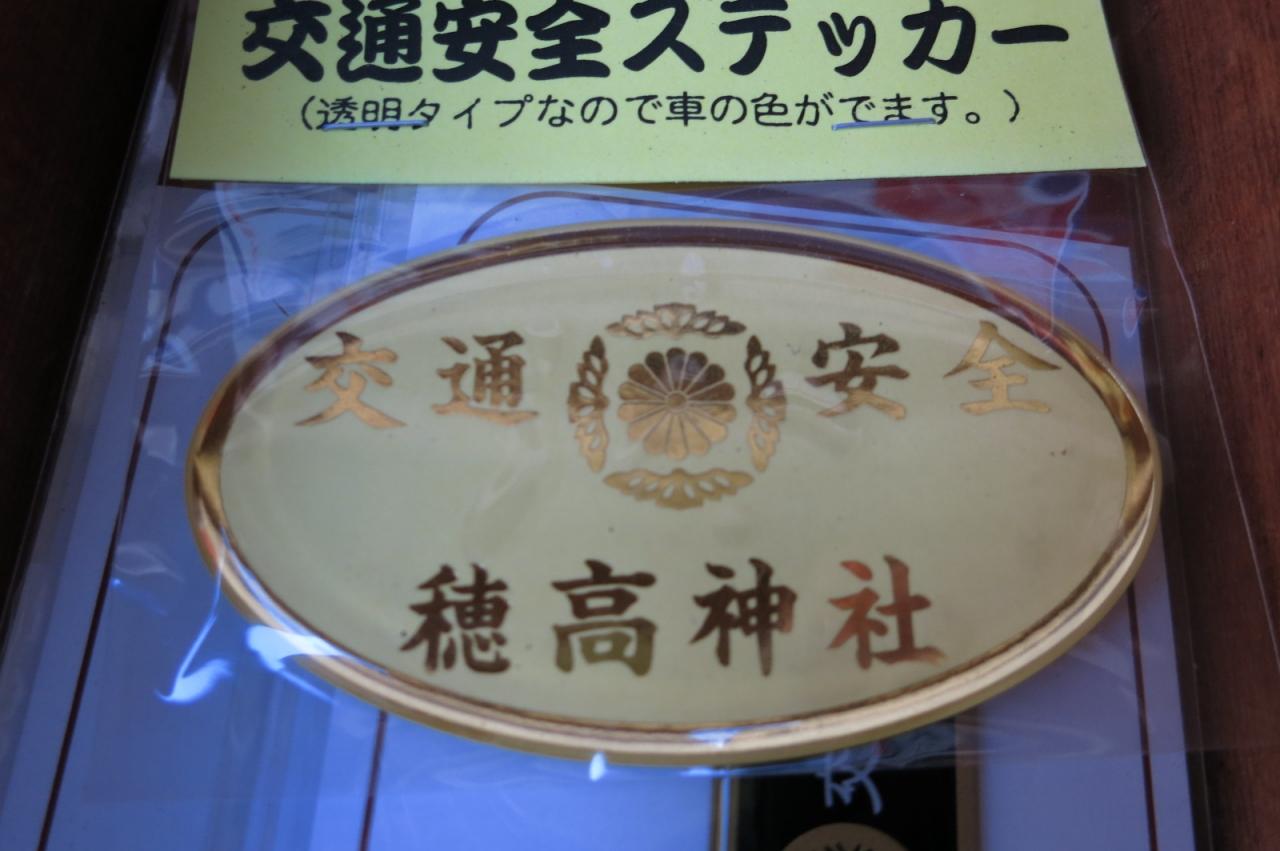 交通安全ステッカー
(透明タイプなので車の色がでます。)
交通安全
穂高神社